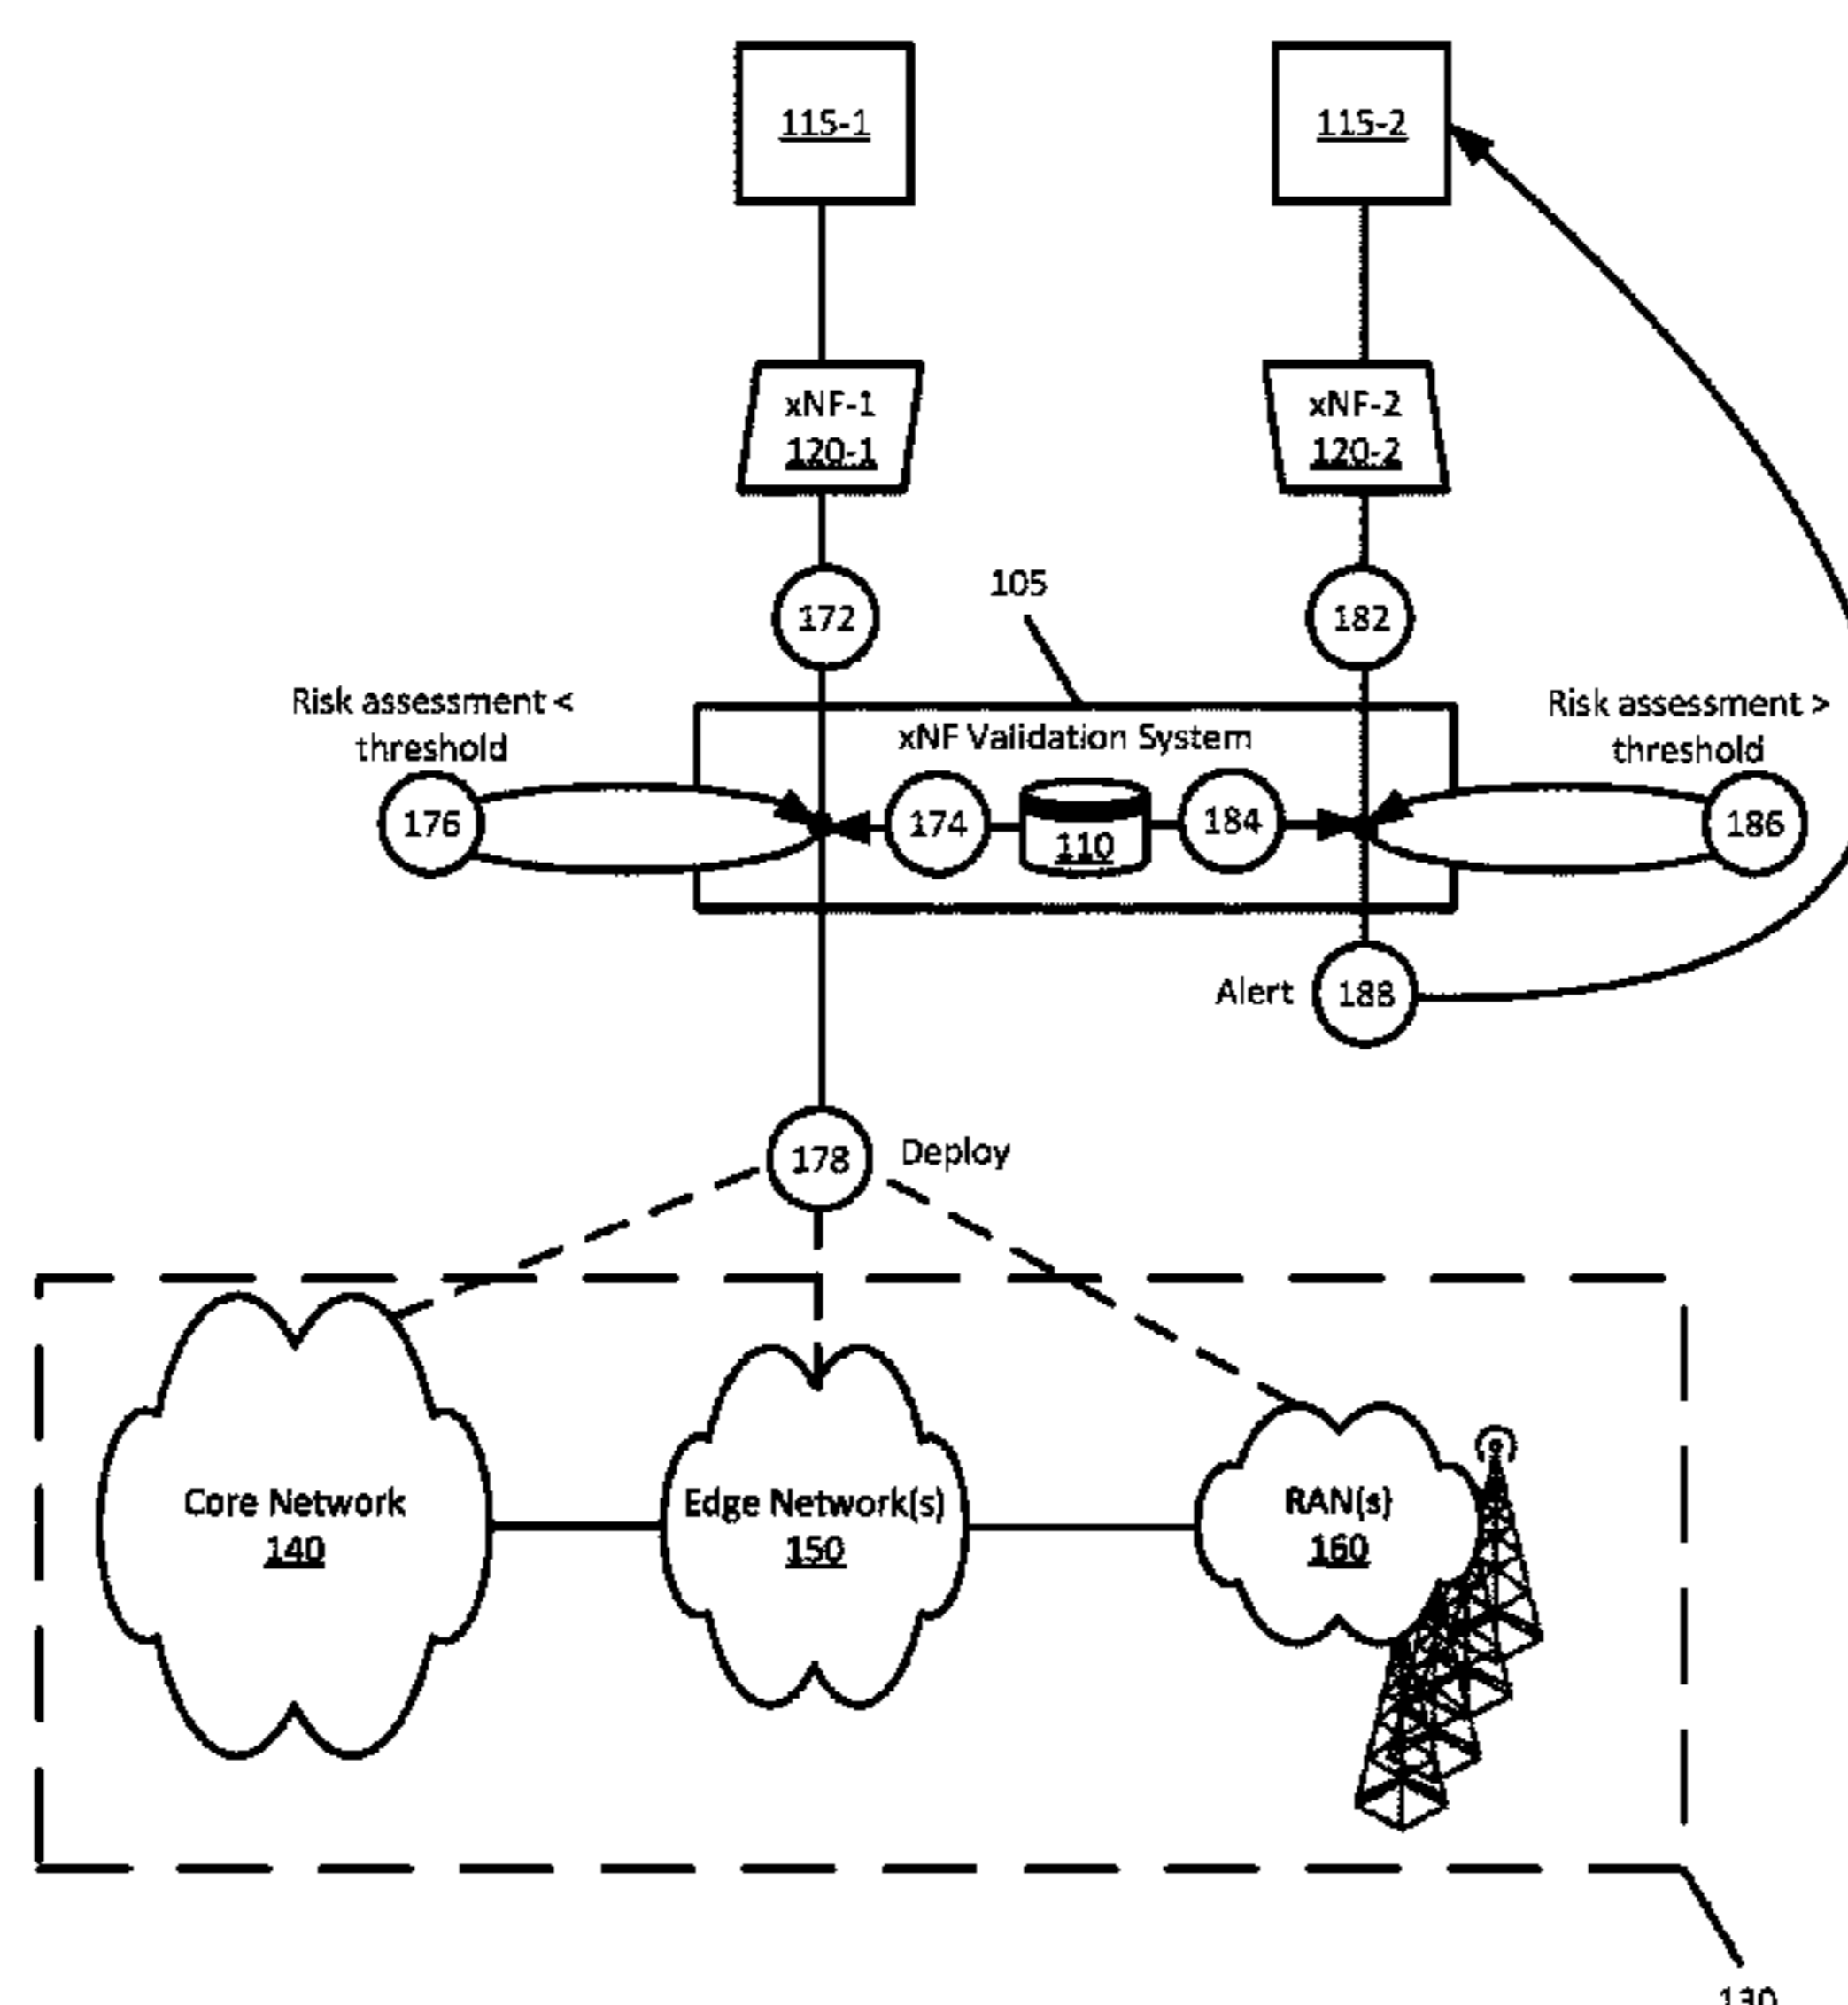 115-1
115-2
xNF-1
120-1
xNF-2
120-2
172
105
182
Risk assessment <
threshold
Risk assessment >
threshold
xNF Validation System
176
174
110
184
186
Alert
188
178
Deploy
Core Network
140
Edge Network(s)
150
RAN(s)
160
130